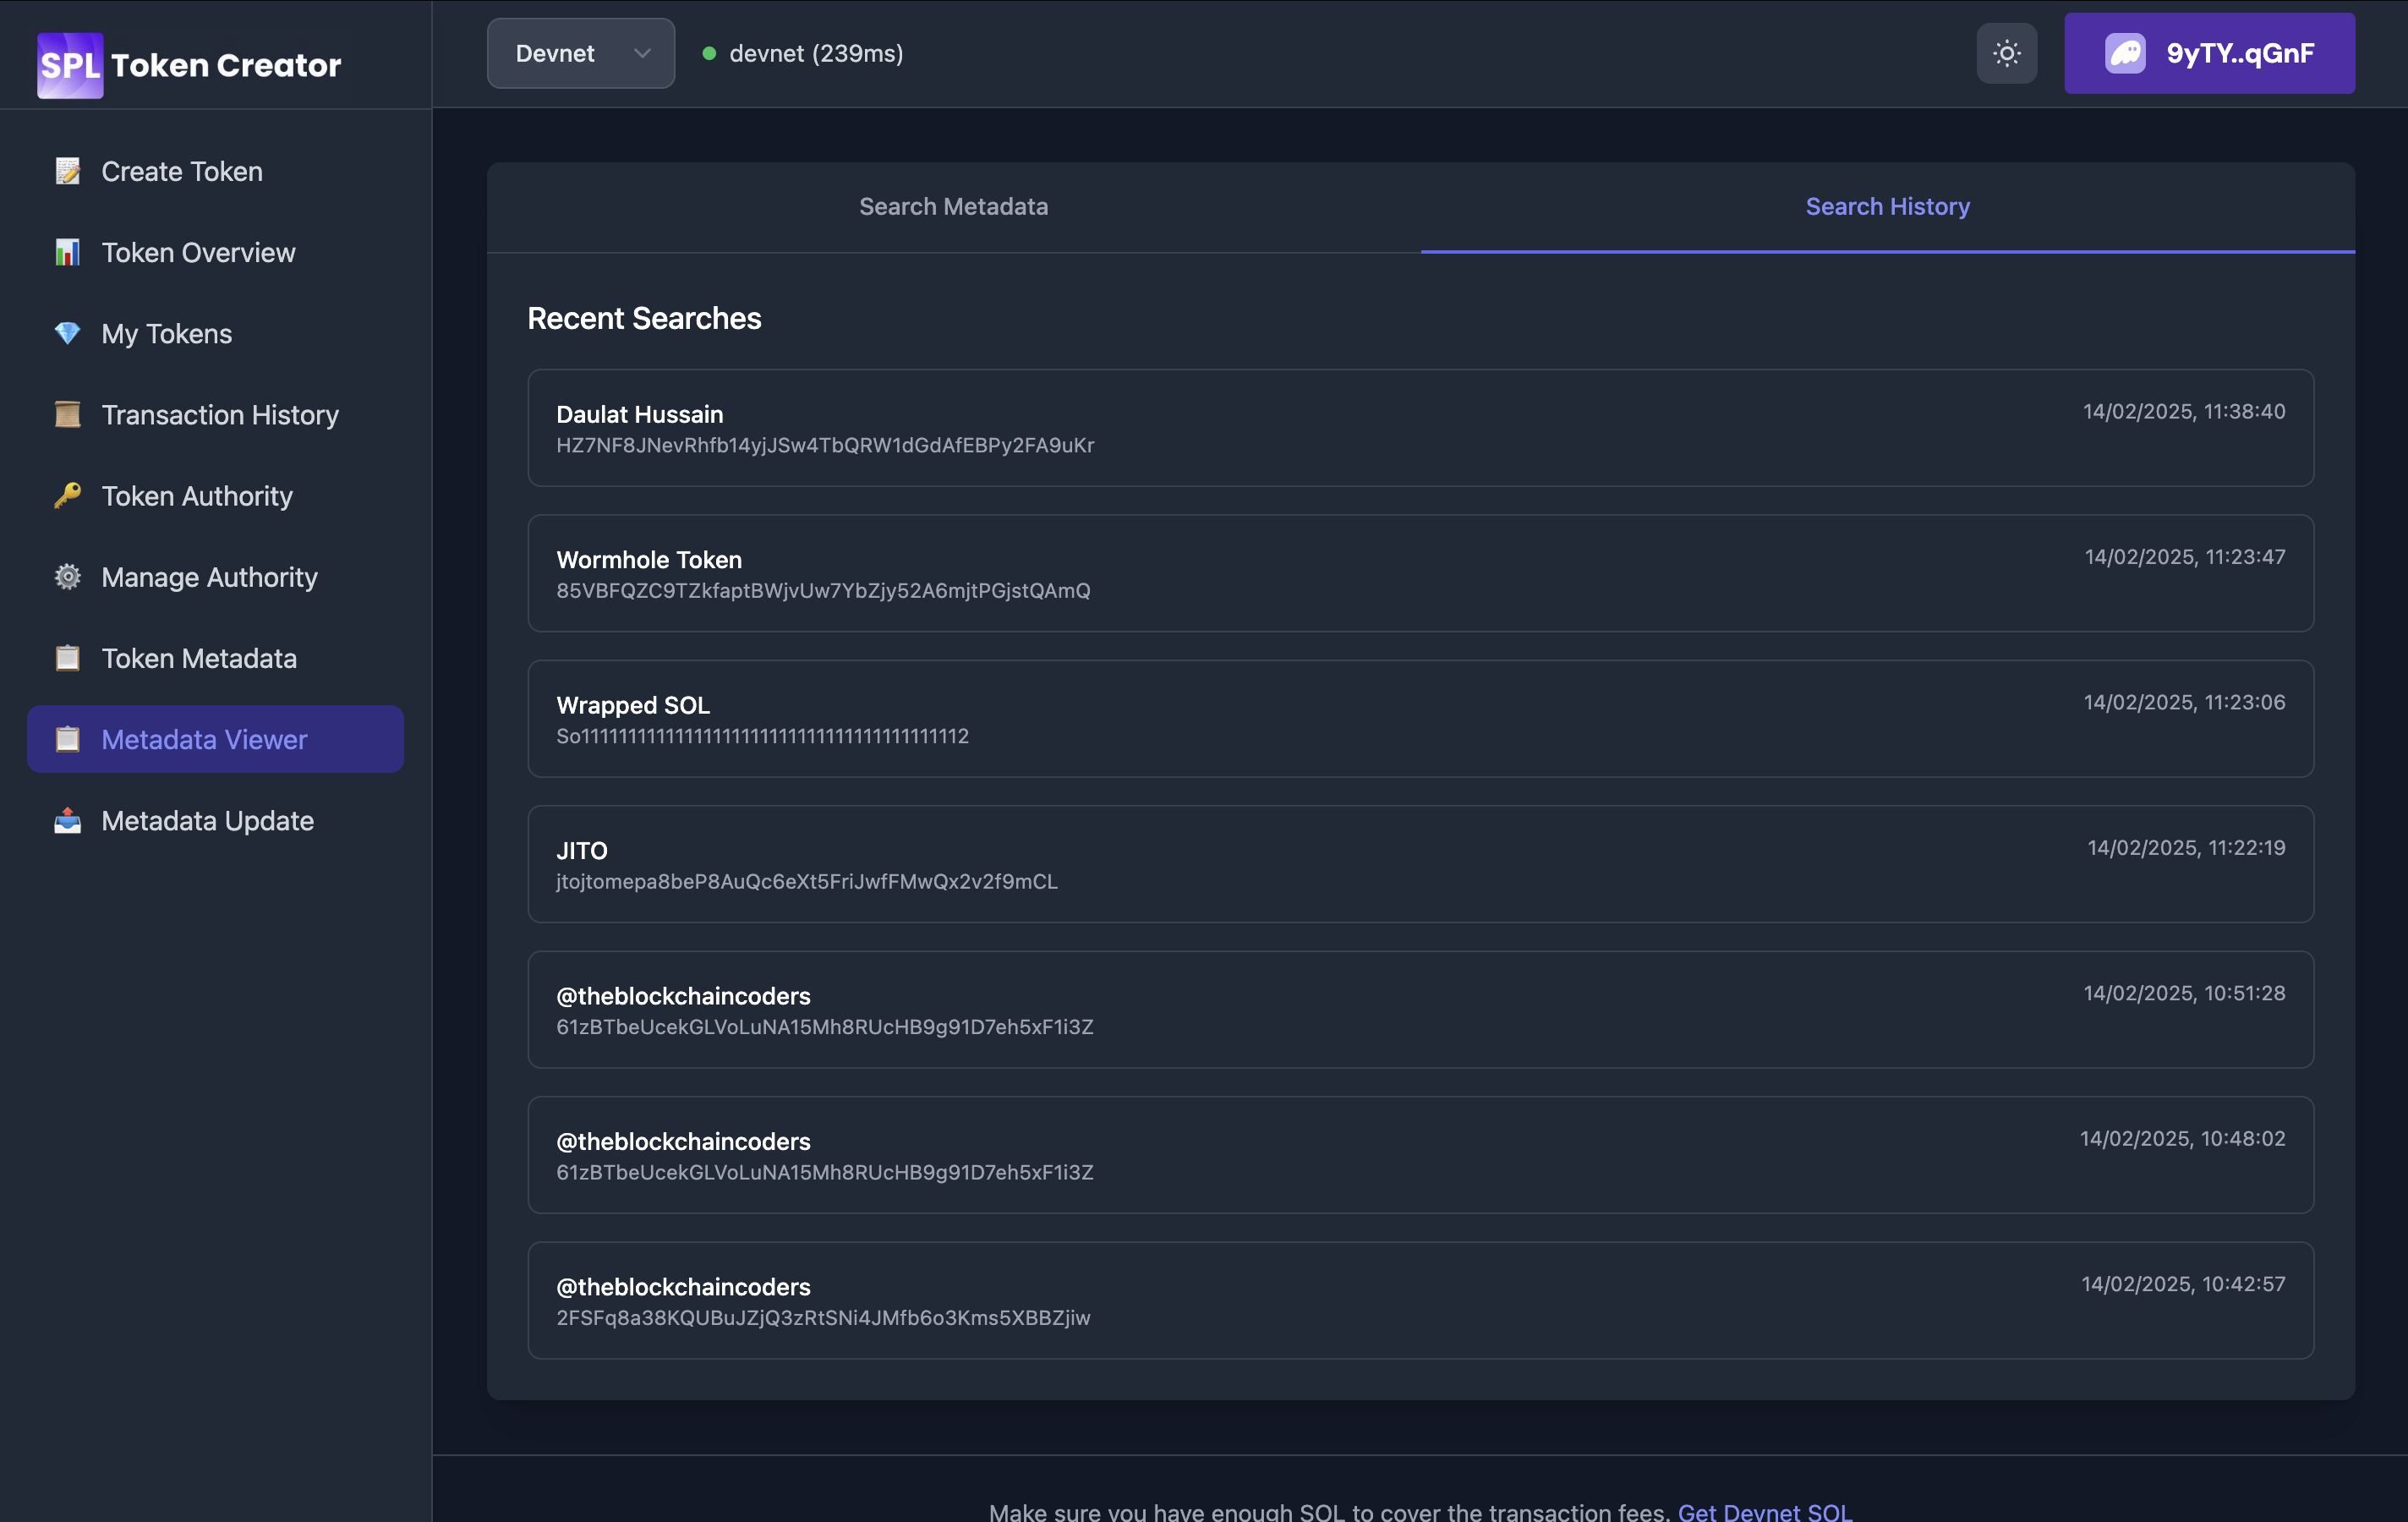 SPL Token Creator
Devnet
devnet (239ms)
9yTY..qGnF
Create Token
Token Overview
My Tokens
Transaction History
Token Authority
Manage Authority
Token Metadata
Metadata Viewer
Metadata Update
Search Metadata
Search History
Recent Searches
Daulat Hussain
14/02/2025, 11:38:40
HZ7NF8JNevRhfb14yjJSw4TbQRW1dGdAfEBPy2FA9uKr
Wormhole Token
14/02/2025, 11:23:47
85VBFQZC9TZkfaptBWjvUw7YbZjy52A6mjtPGjstQAmQ
Wrapped SOL
14/02/2025, 11:23:06
So11111111111111111111111111111111111111112
JITO
14/02/2025, 11:22:19
jtojtomepa8beP8AuQc6eXt5FriJwfFMwQx2v2f9mCL
@theblockchaincoders
14/02/2025, 10:51:28
61zBTbeUcekGLVoLuNA15Mh8RUcHB9g91D7eh5xF1i3Z
@theblockchaincoders
14/02/2025, 10:48:02
61zBTbeUcekGLVoLuNA15Mh8RUcHB9g91D7eh5xF1i3Z
@theblockchaincoders
14/02/2025, 10:42:57
2FSFq8a38KQUBuJZjQ3zRtSNi4JMfb6o3Kms5XBBZjiw
Make sure you have enough SOL to cover the transaction fees. Get Devnet SOL